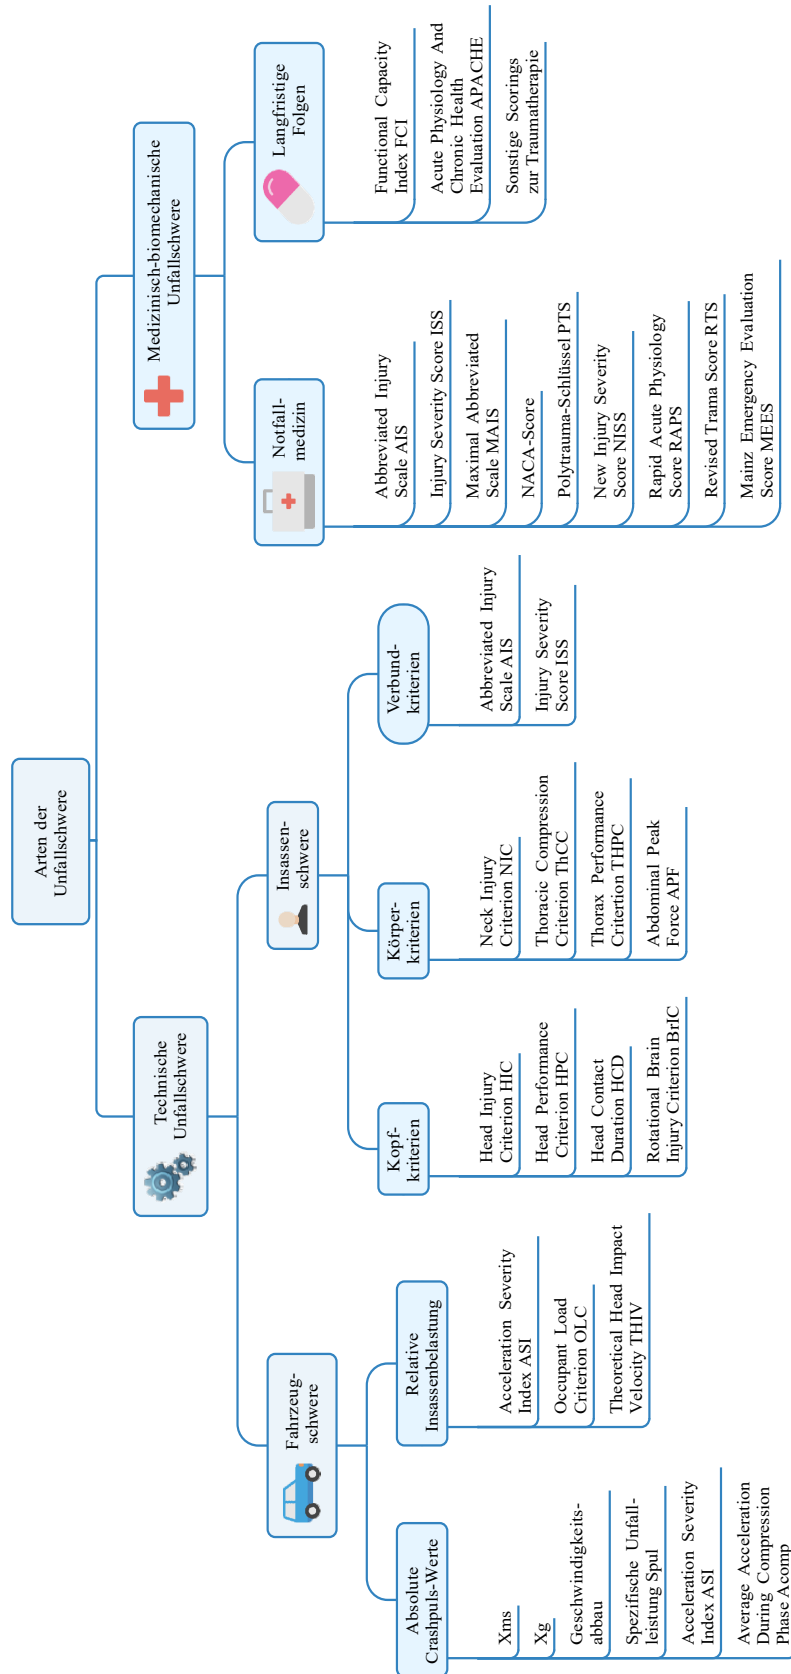 Arten der
Unfallschwere
Technische
Unfallschwere
Medizinisch-biomechanische
Unfallschwere
Fahrzeug-
schwere
Insassen-
schwere
Notfall-
medizin
Langfristige
Folgen
Absolute
Crashpuls-Werte
Relative
Insassenbelastung
Kopf-
kriterien
Körper-
kriterien
Verbund-
kriterien
Xms
Xg
Geschwindigkeits-
abbau
Spezifische Unfall-
leistung Spul
Acceleration Severity
Index ASI
Average Acceleration
During Compression
Phase Acomp
Acceleration Severity
Index ASI
Occupant Load
Criterion OLC
Theoretical Head Impact
Velocity THIV
Head Injury
Criterion HIC
Head Performance
Criterion HPC
Head Contact
Duration HCD
Rotational Brain
Injury Criterion BrIC
Neck Injury
Criterion NIC
Thoracic Compression
Criterion ThCC
Thorax Performance
Critertion THPC
Abdominal Peak
Force APF
Abbreviated Injury
Scale AIS
Injury Severity
Score ISS
Abbreviated Injury
Scale AIS
Injury Severity Score ISS
Maximal Abbreviated
Scale MAIS
NACA-Score
Polytrauma-Schlüssel PTS
New Injury Severity
Score NISS
Rapid Acute Physiology
Score RAPS
Revised Trama Score RTS
Mainz Emergency Evaluation
Score MEES
Functional Capacity
Index FCI
Acute Physiology And
Chronic Health
Evaluation APACHE
Sonstige Scorings
zur Traumatherapie